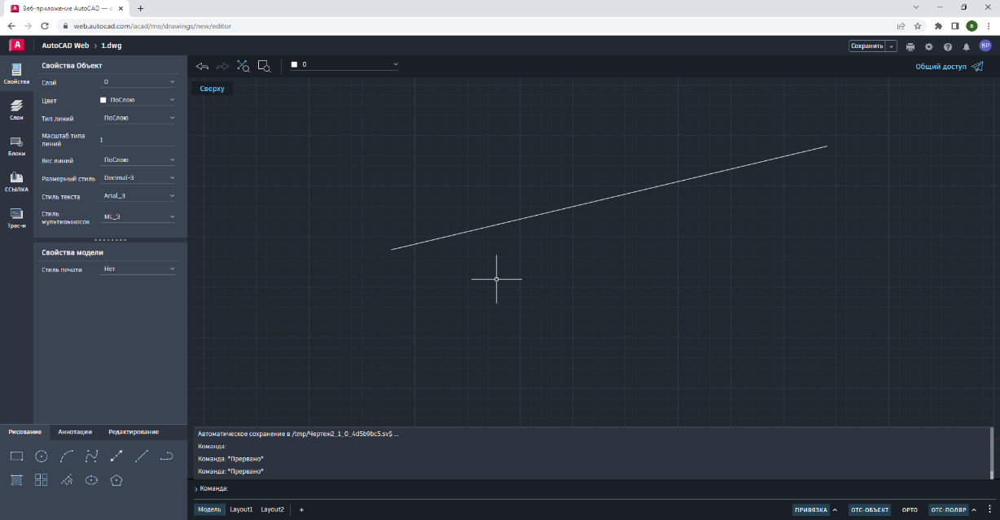 Веб-приложение AutoCAD — с
web.autocad.com/acad/me/drawings/new/editor
A AutoCAD Web > 1.dwg
Сохранить
BP
Свойства
Слои
Блоки
ССЫЛКА
Трас-и
Свойства Объект
Слой 0
Цвет ПоСлою
Тип линий ПоСлою
Масштаб типа линий 1
Вес линий ПоСлою
Размерный стиль Decimal-3
Стиль текста Arial_3
Стиль мультивыносок ML_3
Свойства модели
Стиль печати Нет
0
Общий доступ
Сверху
Рисование Аннотации Редактирование
Автоматическое сохранение в /tmp/Чертеж2_1_0_4d5b9bc5.sv$ ...
Команда:
Команда: *Прервано*
Команда: *Прервано*
Команда:
Модель Layout1 Layout2 +
ПРИВЯЗКА ОТС-ОБЪЕКТ ОРТО ОТС-ПОЛЯР